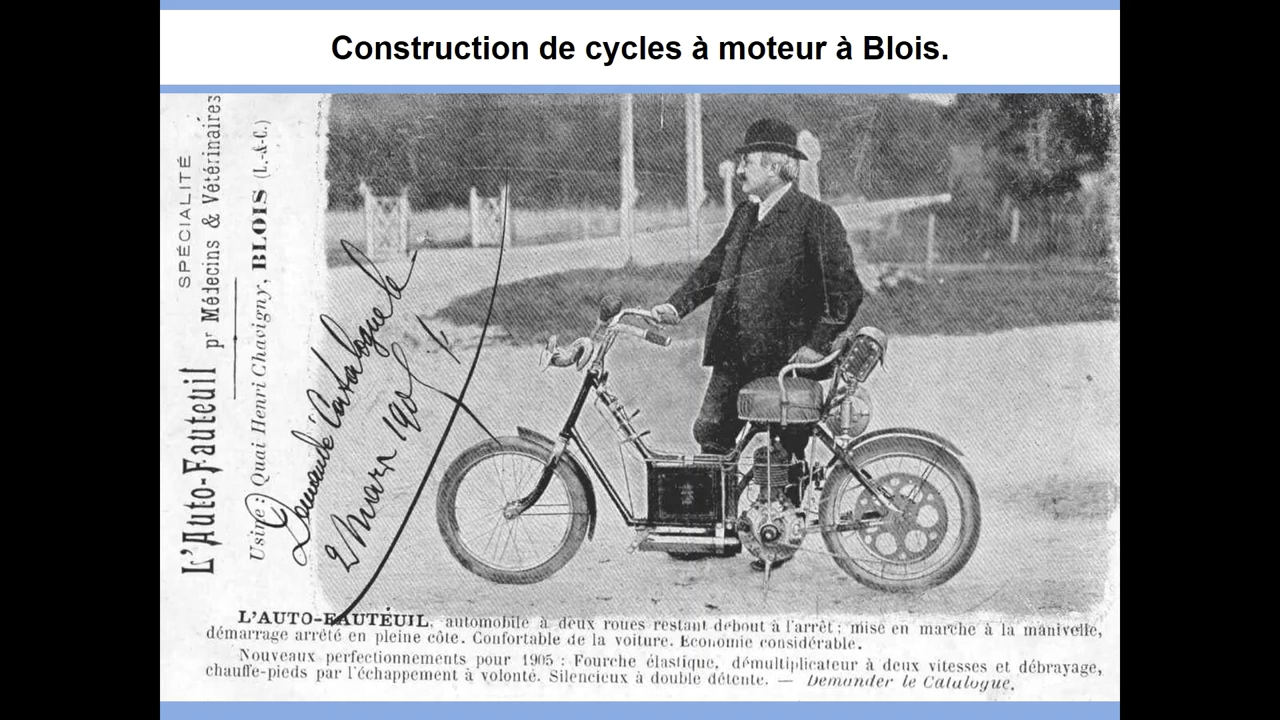 Construction de cycles à moteur à Blois.
SPÉCIALITÉ
pr Médecins & Vétérinaires
L'Auto-Fauteuil
Usine: Quai Henri Chavigny, BLOIS (L.-&-C.)
Demande Catalogue le
2 Mars 190
L'AUTO-FAUTEUIL, automobile à deux roues restant debout à l'arrêt; mise en marche à la manivelle,
démarrage arrêté en pleine côte. Confortable de la voiture. Economie considérable.
Nouveaux perfectionnements pour 1905 : Fourche élastique, démultiplicateur à deux vitesses et débrayage,
chauffe-pieds par l'échappement à volonté. Silencieux à double détente. — Demander le Catalogue.